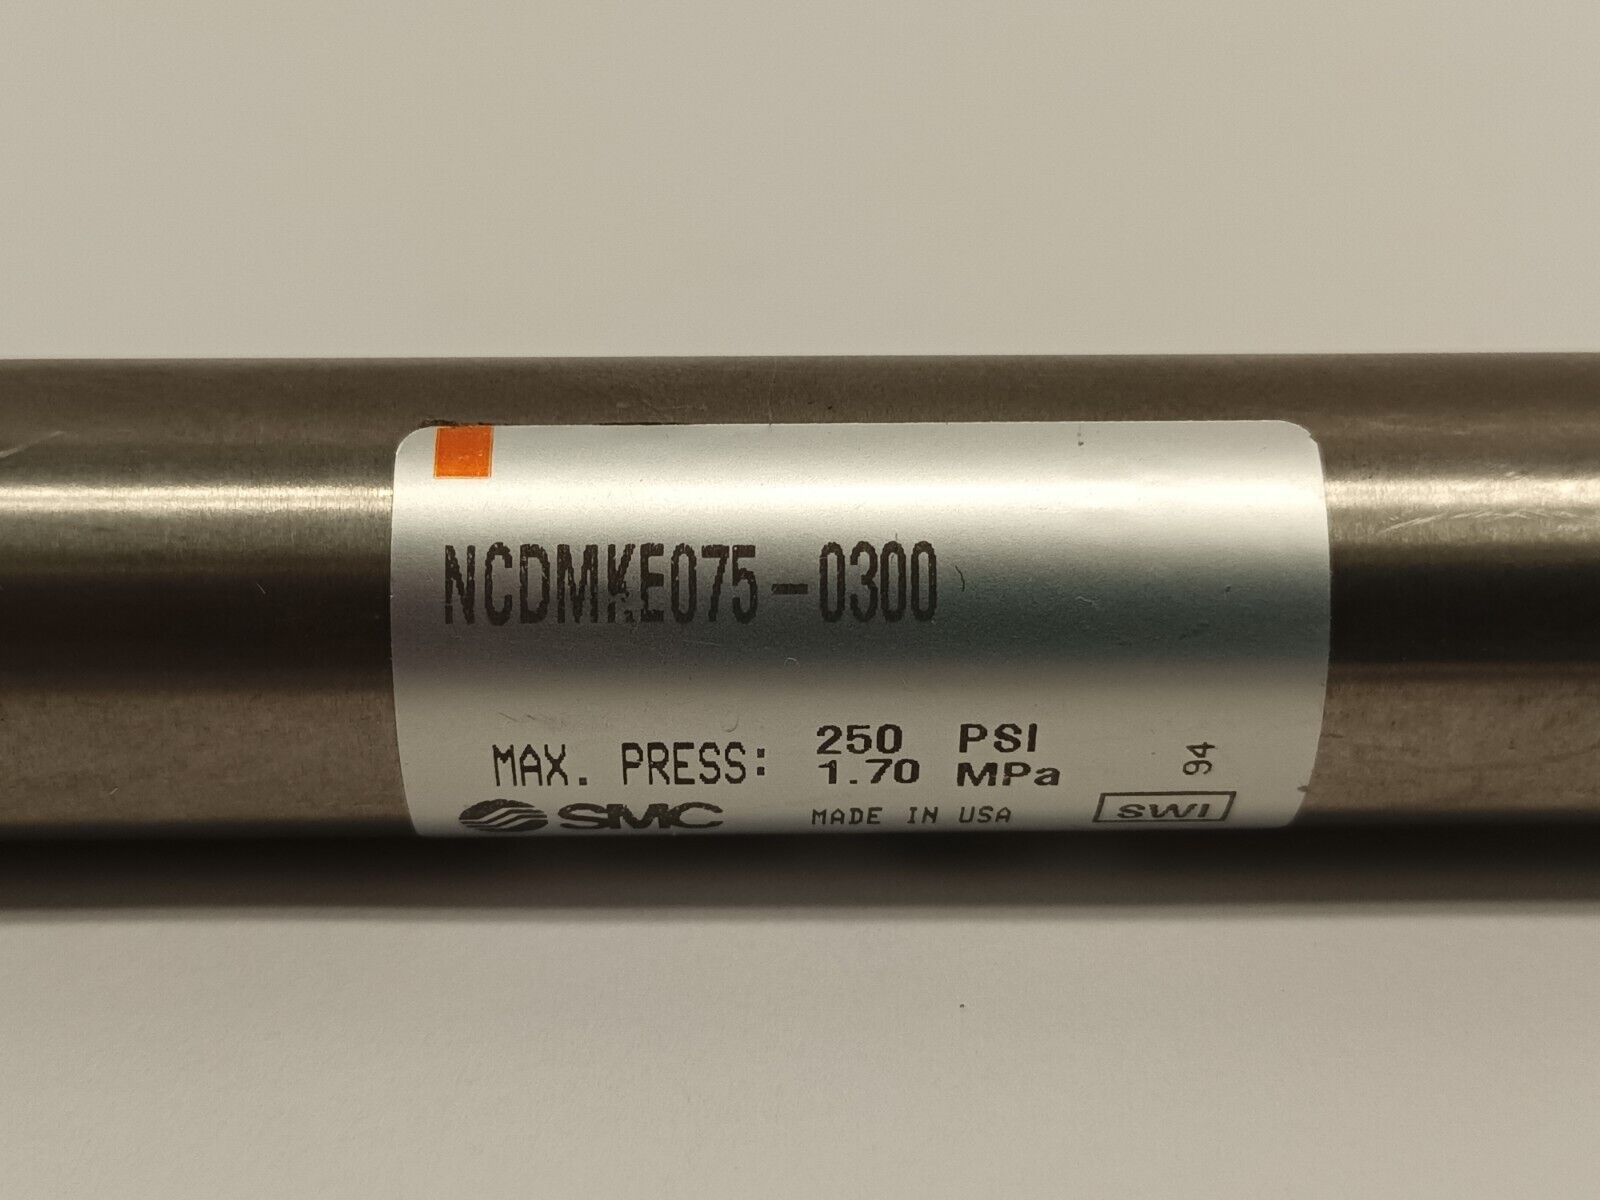 NCDMKE075-0300
MAX. PRESS: 250 PSI
1.70 MPa
94
SMC MADE IN USA SWI